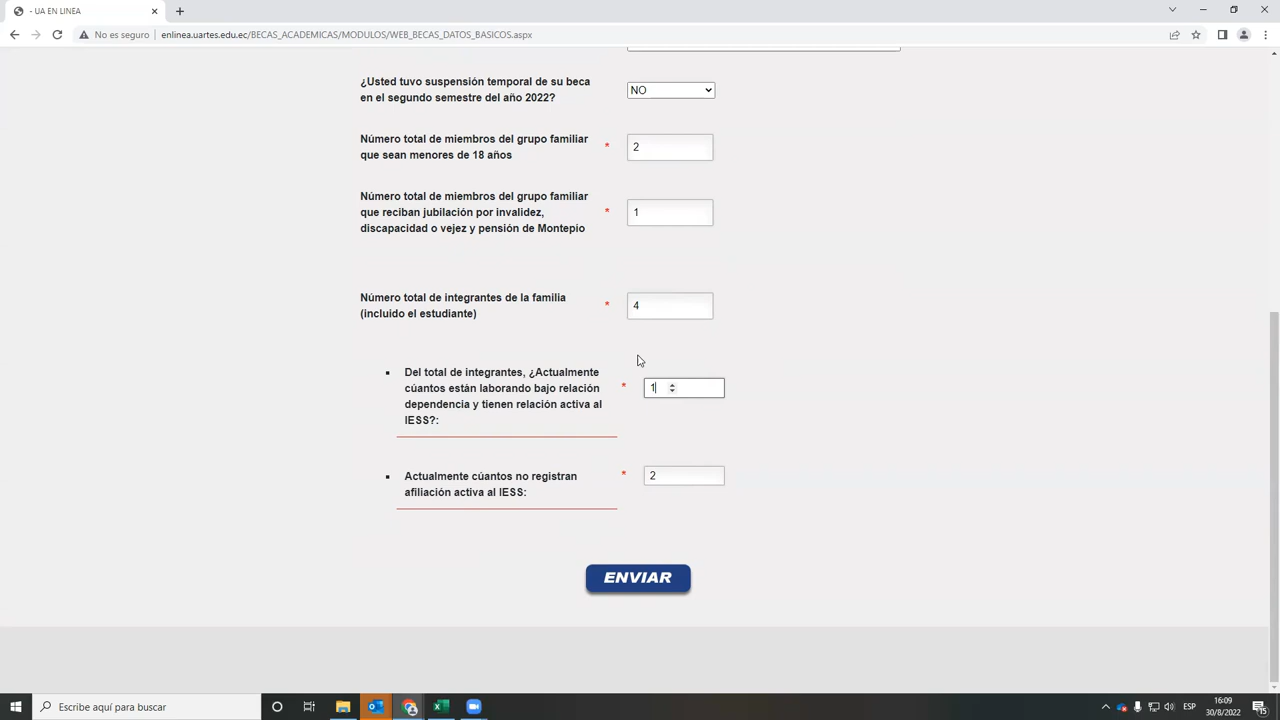 - UA EN LINEA
No es seguro
enlinea.uartes.edu.ec/BECAS_ACADEMICAS/MODULOS/WEB_BECAS_DATOS_BASICOS.aspx
¿Usted tuvo suspensión temporal de su beca
en el segundo semestre del año 2022?
NO
Número total de miembros del grupo familiar
que sean menores de 18 años
*
2
Número total de miembros del grupo familiar
que reciban jubilación por invalidez,
discapacidad o vejez y pensión de Montepio
*
1
Número total de integrantes de la familia
(incluido el estudiante)
*
4
Del total de integrantes, ¿Actualmente
cúantos están laborando bajo relación
dependencia y tienen relación activa al
IESS?:
*
1
Actualmente cúantos no registran
afiliación activa al IESS:
*
2
ENVIAR
Escribe aquí para buscar
ESP
16:09
30/8/2022
15